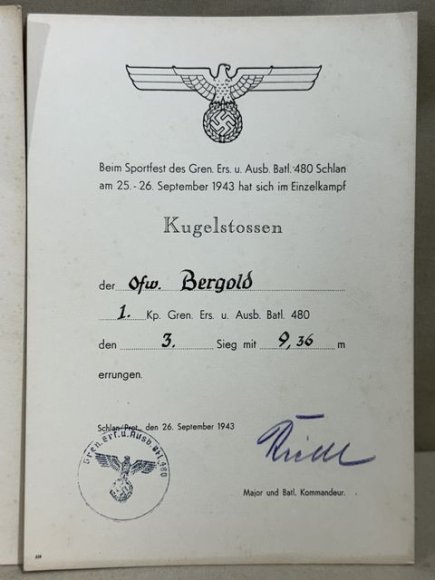 Beim Sportfest des Gren. Ers. u. Ausb. Batl. 480 Schlan
am 25. - 26. September 1943 hat sich im Einzelkampf
Kugelstossen
der Ofw. Bergold
1. Kp. Gren. Ers. u. Ausb. Batl. 480
den 3. Sieg mit 9,36 m
errungen.
Schlan/Prot., den 26. September 1943
Gren. Ers. u. Ausb. Btl. 480
Major und Batl. Kommandeur.